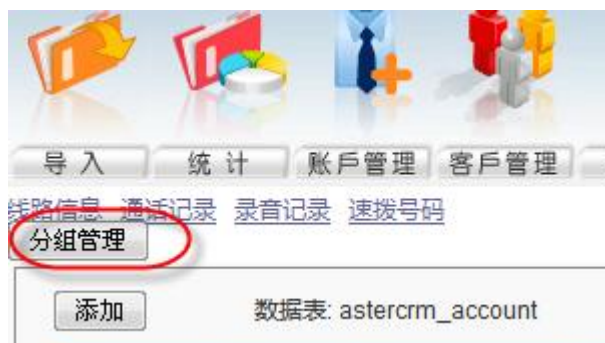 导入 统计 账戶管理 客戶管理
线路信息 通话记录 录音记录 速拨号码
分组管理
添加 数据表: astercrm_account